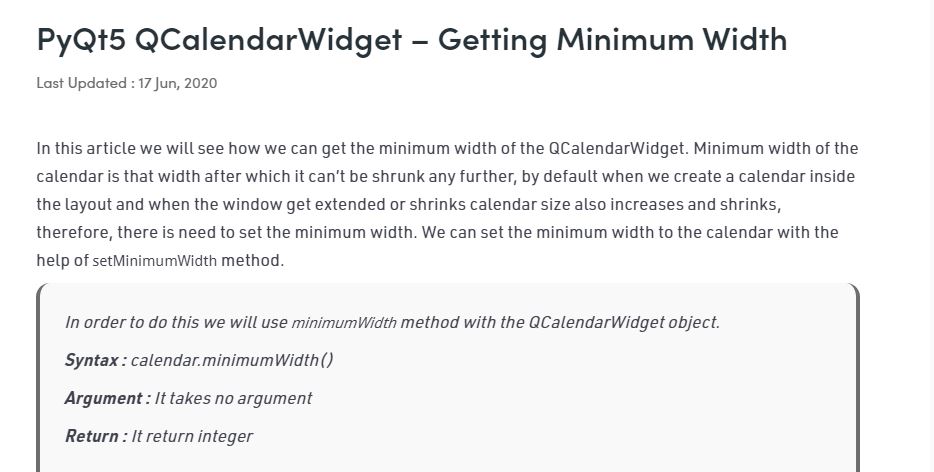 PyQt5 QCalendarWidget – Getting Minimum Width
Last Updated : 17 Jun, 2020
In this article we will see how we can get the minimum width of the QCalendarWidget. Minimum width of the
calendar is that width after which it can’t be shrunk any further, by default when we create a calendar inside
the layout and when the window get extended or shrinks calendar size also increases and shrinks,
therefore, there is need to set the minimum width. We can set the minimum width to the calendar with the
help of setMinimumWidth method.
In order to do this we will use minimumWidth method with the QCalendarWidget object.
Syntax : calendar.minimumWidth()
Argument : It takes no argument
Return : It return integer